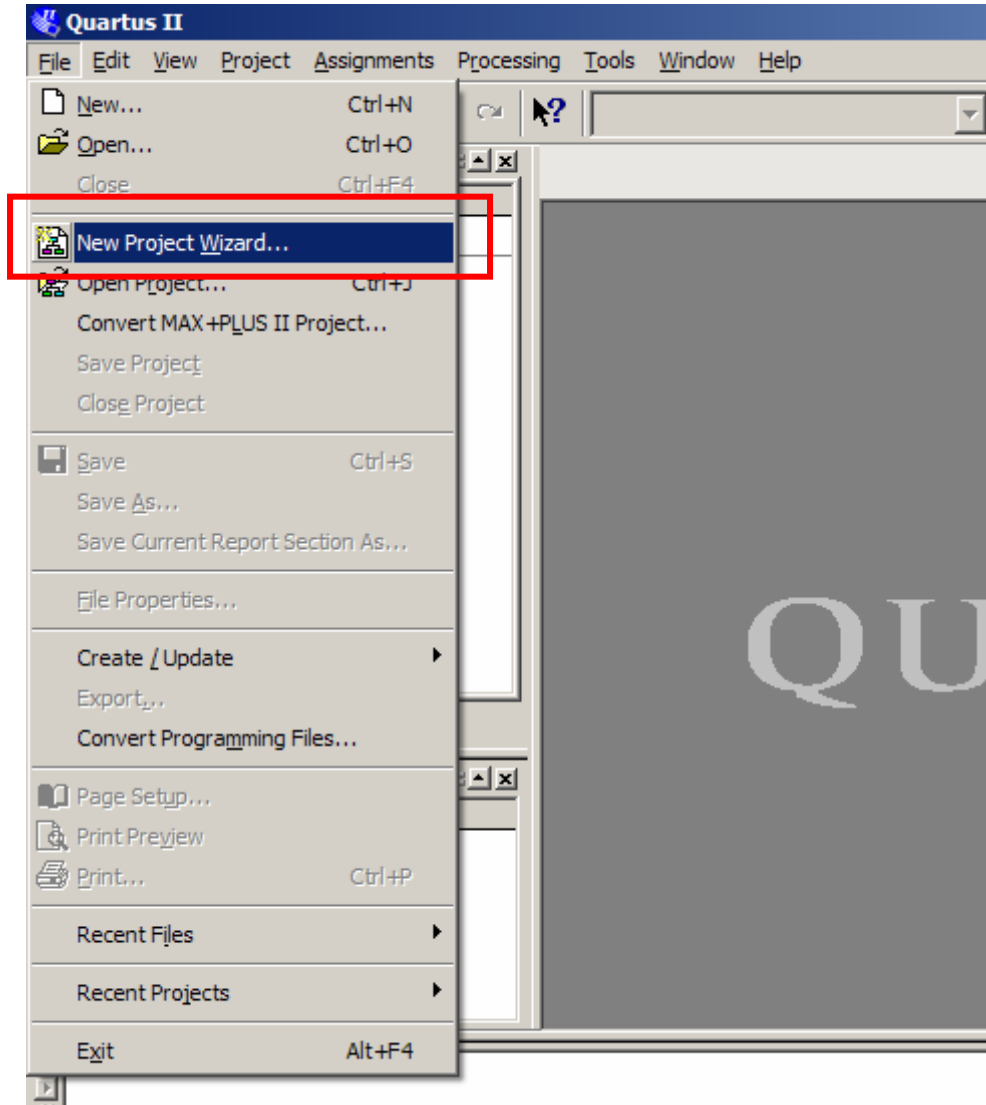 Quartus II
File Edit View Project Assignments Processing Tools Window Help
New... Ctrl+N
Open... Ctrl+O
Close Ctrl+F4
New Project Wizard...
Open Project... Ctrl+J
Convert MAX+PLUS II Project...
Save Project
Close Project
Save Ctrl+S
Save As...
Save Current Report Section As...
File Properties...
Create / Update
Export...
Convert Programming Files...
Page Setup...
Print Preview
Print... Ctrl+P
Recent Files
Recent Projects
Exit Alt+F4
QU